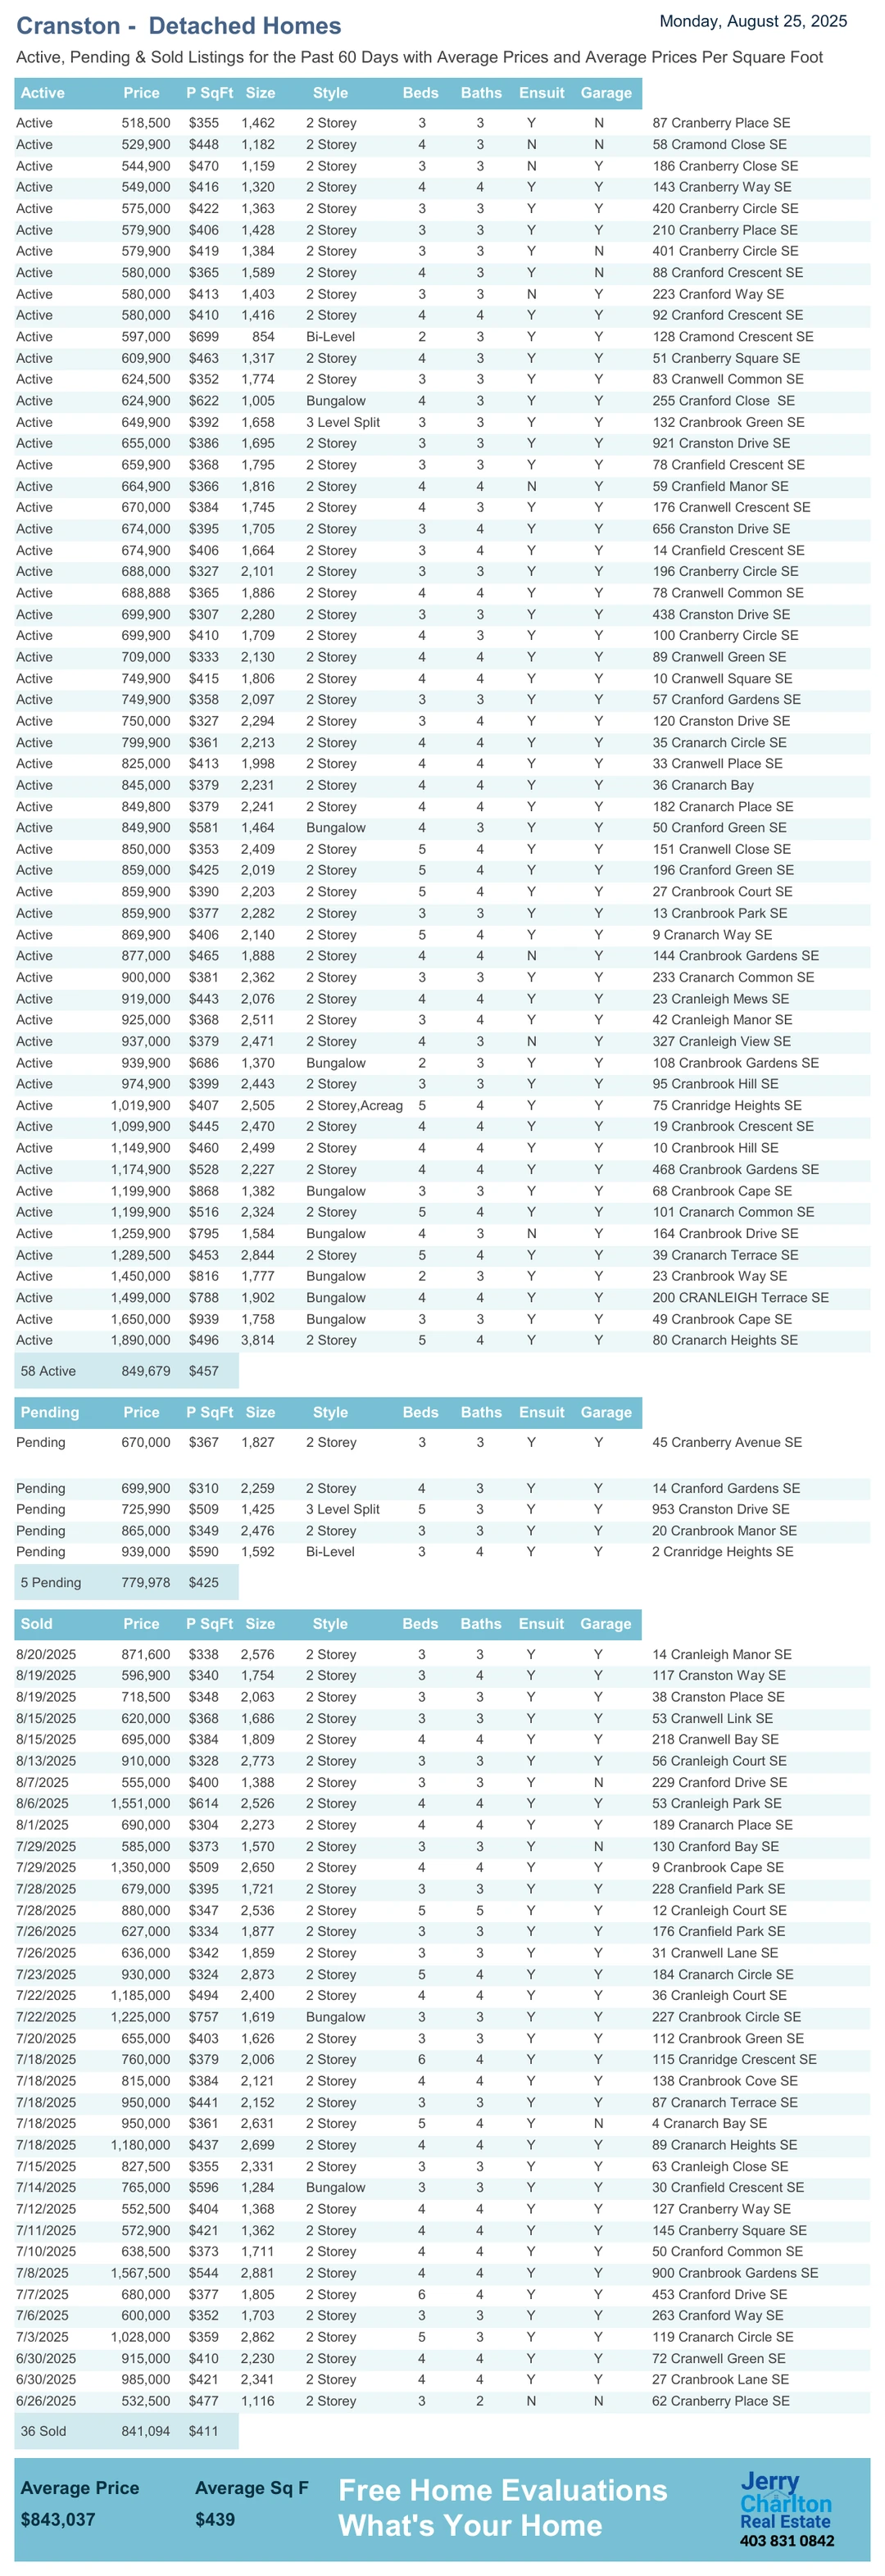 Cranston - Detached Homes
Monday, August 25, 2025
Active, Pending & Sold Listings for the Past 60 Days with Average Prices and Average Prices Per Square Foot
Active Price P SqFt Size Style Beds Baths Ensuit Garage
Active 518,500 $355 1,462 2 Storey 3 3 Y N 87 Cranberry Place SE
Active 529,900 $448 1,182 2 Storey 4 3 N N 58 Cramond Close SE
Active 544,900 $470 1,159 2 Storey 3 3 N Y 186 Cranberry Close SE
Active 549,000 $416 1,320 2 Storey 4 4 Y Y 143 Cranberry Way SE
Active 575,000 $422 1,363 2 Storey 3 3 Y Y 420 Cranberry Circle SE
Active 579,900 $406 1,428 2 Storey 3 3 Y Y 210 Cranberry Place SE
Active 579,900 $419 1,384 2 Storey 3 3 Y N 401 Cranberry Circle SE
Active 580,000 $365 1,589 2 Storey 4 3 Y N 88 Cranford Crescent SE
Active 580,000 $413 1,403 2 Storey 3 3 N Y 223 Cranford Way SE
Active 580,000 $410 1,416 2 Storey 4 4 Y Y 92 Cranford Crescent SE
Active 597,000 $699 854 Bi-Level 2 3 Y Y 128 Cramond Crescent SE
Active 609,900 $463 1,317 2 Storey 4 3 Y Y 51 Cranberry Square SE
Active 624,500 $352 1,774 2 Storey 3 3 Y Y 83 Cranwell Common SE
Active 624,900 $622 1,005 Bungalow 4 3 Y Y 255 Cranford Close SE
Active 649,900 $392 1,658 3 Level Split 3 3 Y Y 132 Cranbrook Green SE
Active 655,000 $386 1,695 2 Storey 3 3 Y Y 921 Cranston Drive SE
Active 659,900 $368 1,795 2 Storey 3 3 Y Y 78 Cranfield Crescent SE
Active 664,900 $366 1,816 2 Storey 4 4 N Y 59 Cranfield Manor SE
Active 670,000 $384 1,745 2 Storey 4 3 Y Y 176 Cranwell Crescent SE
Active 674,000 $395 1,705 2 Storey 3 4 Y Y 656 Cranston Drive SE
Active 674,900 $406 1,664 2 Storey 3 4 Y Y 14 Cranfield Crescent SE
Active 688,000 $327 2,101 2 Storey 3 3 Y Y 196 Cranberry Circle SE
Active 688,888 $365 1,886 2 Storey 4 4 Y Y 78 Cranwell Common SE
Active 699,900 $307 2,280 2 Storey 3 3 Y Y 438 Cranston Drive SE
Active 699,900 $410 1,709 2 Storey 4 3 Y Y 100 Cranberry Circle SE
Active 709,000 $333 2,130 2 Storey 4 4 Y Y 89 Cranwell Green SE
Active 749,900 $415 1,806 2 Storey 4 4 Y Y 10 Cranwell Square SE
Active 749,900 $358 2,097 2 Storey 3 3 Y Y 57 Cranford Gardens SE
Active 750,000 $327 2,294 2 Storey 3 4 Y Y 120 Cranston Drive SE
Active 799,900 $361 2,213 2 Storey 4 4 Y Y 35 Cranarch Circle SE
Active 825,000 $413 1,998 2 Storey 4 4 Y Y 33 Cranwell Place SE
Active 845,000 $379 2,231 2 Storey 4 4 Y Y 36 Cranarch Bay
Active 849,800 $379 2,241 2 Storey 4 4 Y Y 182 Cranarch Place SE
Active 849,900 $581 1,464 Bungalow 4 3 Y Y 50 Cranford Green SE
Active 850,000 $353 2,409 2 Storey 5 4 Y Y 151 Cranwell Close SE
Active 859,000 $425 2,019 2 Storey 5 4 Y Y 196 Cranford Green SE
Active 859,900 $390 2,203 2 Storey 5 4 Y Y 27 Cranbrook Court SE
Active 859,900 $377 2,282 2 Storey 3 3 Y Y 13 Cranbrook Park SE
Active 869,900 $406 2,140 2 Storey 5 4 Y Y 9 Cranarch Way SE
Active 877,000 $465 1,888 2 Storey 4 4 N Y 144 Cranbrook Gardens SE
Active 900,000 $381 2,362 2 Storey 3 3 Y Y 233 Cranarch Common SE
Active 919,000 $443 2,076 2 Storey 4 4 Y Y 23 Cranleigh Mews SE
Active 925,000 $368 2,511 2 Storey 3 4 Y Y 42 Cranleigh Manor SE
Active 937,000 $379 2,471 2 Storey 4 3 N Y 327 Cranleigh View SE
Active 939,900 $686 1,370 Bungalow 2 3 Y Y 108 Cranbrook Gardens SE
Active 974,900 $399 2,443 2 Storey 3 3 Y Y 95 Cranbrook Hill SE
Active 1,019,900 $407 2,505 2 Storey,Acreag 5 4 Y Y 75 Cranridge Heights SE
Active 1,099,900 $445 2,470 2 Storey 4 4 Y Y 19 Cranbrook Crescent SE
Active 1,149,900 $460 2,499 2 Storey 4 4 Y Y 10 Cranbrook Hill SE
Active 1,174,900 $528 2,227 2 Storey 4 4 Y Y 468 Cranbrook Gardens SE
Active 1,199,900 $868 1,382 Bungalow 3 3 Y Y 68 Cranbrook Cape SE
Active 1,199,900 $516 2,324 2 Storey 5 4 Y Y 101 Cranarch Common SE
Active 1,259,900 $795 1,584 Bungalow 4 3 N Y 164 Cranbrook Drive SE
Active 1,289,500 $453 2,844 2 Storey 5 4 Y Y 39 Cranarch Terrace SE
Active 1,450,000 $816 1,777 Bungalow 2 3 Y Y 23 Cranbrook Way SE
Active 1,499,000 $788 1,902 Bungalow 4 4 Y Y 200 CRANLEIGH Terrace SE
Active 1,650,000 $939 1,758 Bungalow 3 3 Y Y 49 Cranbrook Cape SE
Active 1,890,000 $496 3,814 2 Storey 5 4 Y Y 80 Cranarch Heights SE
58 Active 849,679 $457
Pending Price P SqFt Size Style Beds Baths Ensuit Garage
Pending 670,000 $367 1,827 2 Storey 3 3 Y Y 45 Cranberry Avenue SE
Pending 699,900 $310 2,259 2 Storey 4 3 Y Y 14 Cranford Gardens SE
Pending 725,990 $509 1,425 3 Level Split 5 3 Y Y 953 Cranston Drive SE
Pending 865,000 $349 2,476 2 Storey 3 3 Y Y 20 Cranbrook Manor SE
Pending 939,000 $590 1,592 Bi-Level 3 4 Y Y 2 Cranridge Heights SE
5 Pending 779,978 $425
Sold Price P SqFt Size Style Beds Baths Ensuit Garage
8/20/2025 871,600 $338 2,576 2 Storey 3 3 Y Y 14 Cranleigh Manor SE
8/19/2025 596,900 $340 1,754 2 Storey 3 4 Y Y 117 Cranston Way SE
8/19/2025 718,500 $348 2,063 2 Storey 3 3 Y Y 38 Cranston Place SE
8/15/2025 620,000 $368 1,686 2 Storey 3 3 Y Y 53 Cranwell Link SE
8/15/2025 695,000 $384 1,809 2 Storey 4 4 Y Y 218 Cranwell Bay SE
8/13/2025 910,000 $328 2,773 2 Storey 3 3 Y Y 56 Cranleigh Court SE
8/7/2025 555,000 $400 1,388 2 Storey 3 3 Y N 229 Cranford Drive SE
8/6/2025 1,551,000 $614 2,526 2 Storey 4 4 Y Y 53 Cranleigh Park SE
8/1/2025 690,000 $304 2,273 2 Storey 4 4 Y Y 189 Cranarch Place SE
7/29/2025 585,000 $373 1,570 2 Storey 3 3 Y N 130 Cranford Bay SE
7/29/2025 1,350,000 $509 2,650 2 Storey 4 4 Y Y 9 Cranbrook Cape SE
7/28/2025 679,000 $395 1,721 2 Storey 3 3 Y Y 228 Cranfield Park SE
7/28/2025 880,000 $347 2,536 2 Storey 5 5 Y Y 12 Cranleigh Court SE
7/26/2025 627,000 $334 1,877 2 Storey 3 3 Y Y 176 Cranfield Park SE
7/26/2025 636,000 $342 1,859 2 Storey 3 3 Y Y 31 Cranwell Lane SE
7/23/2025 930,000 $324 2,873 2 Storey 5 4 Y Y 184 Cranarch Circle SE
7/22/2025 1,185,000 $494 2,400 2 Storey 4 4 Y Y 36 Cranleigh Court SE
7/22/2025 1,225,000 $757 1,619 Bungalow 3 3 Y Y 227 Cranbrook Circle SE
7/20/2025 655,000 $403 1,626 2 Storey 3 3 Y Y 112 Cranbrook Green SE
7/18/2025 760,000 $379 2,006 2 Storey 6 4 Y Y 115 Cranridge Crescent SE
7/18/2025 815,000 $384 2,121 2 Storey 4 4 Y Y 138 Cranbrook Cove SE
7/18/2025 950,000 $441 2,152 2 Storey 3 3 Y Y 87 Cranarch Terrace SE
7/18/2025 950,000 $361 2,631 2 Storey 5 4 Y N 4 Cranarch Bay SE
7/18/2025 1,180,000 $437 2,699 2 Storey 4 4 Y Y 89 Cranarch Heights SE
7/15/2025 827,500 $355 2,331 2 Storey 3 3 Y Y 63 Cranleigh Close SE
7/14/2025 765,000 $596 1,284 Bungalow 3 3 Y Y 30 Cranfield Crescent SE
7/12/2025 552,500 $404 1,368 2 Storey 4 4 Y Y 127 Cranberry Way SE
7/11/2025 572,900 $421 1,362 2 Storey 4 4 Y Y 145 Cranberry Square SE
7/10/2025 638,500 $373 1,711 2 Storey 4 4 Y Y 50 Cranford Common SE
7/8/2025 1,567,500 $544 2,881 2 Storey 4 4 Y Y 900 Cranbrook Gardens SE
7/7/2025 680,000 $377 1,805 2 Storey 6 4 Y Y 453 Cranford Drive SE
7/6/2025 600,000 $352 1,703 2 Storey 3 3 Y Y 263 Cranford Way SE
7/3/2025 1,028,000 $359 2,862 2 Storey 5 3 Y Y 119 Cranarch Circle SE
6/30/2025 915,000 $410 2,230 2 Storey 4 4 Y Y 72 Cranwell Green SE
6/30/2025 985,000 $421 2,341 2 Storey 4 4 Y Y 27 Cranbrook Lane SE
6/26/2025 532,500 $477 1,116 2 Storey 3 2 N N 62 Cranberry Place SE
36 Sold 841,094 $411
Average Price Average Sq F
$843,037 $439
Free Home Evaluations
What's Your Home
Jerry
Charlton
Real Estate
403 831 0842